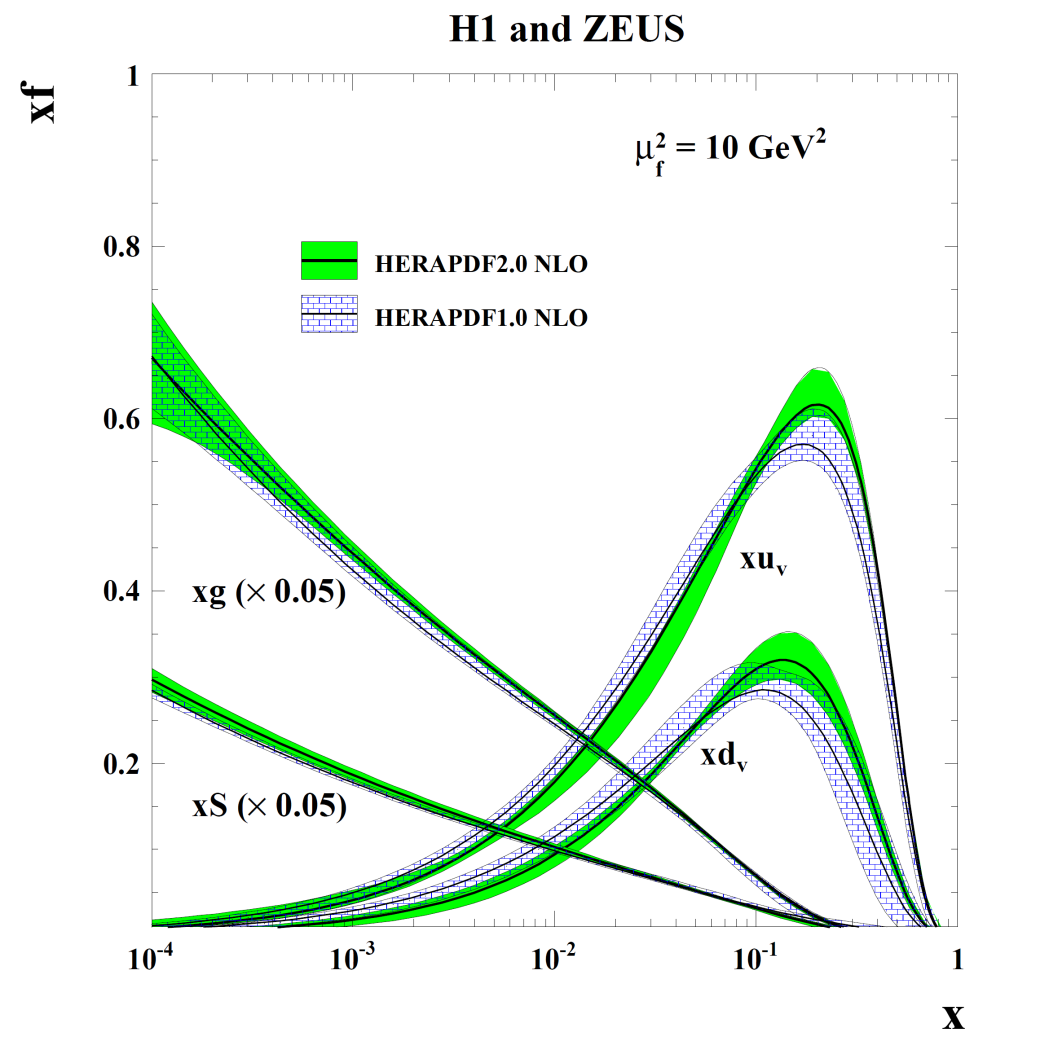 H1 and ZEUS
xf
1
μ_f^2 = 10 GeV^2
0.8
HERAPDF2.0 NLO
HERAPDF1.0 NLO
0.6
xu_v
0.4
xg (× 0.05)
xd_v
0.2
xS (× 0.05)
10^-4 10^-3 10^-2 10^-1 1
x